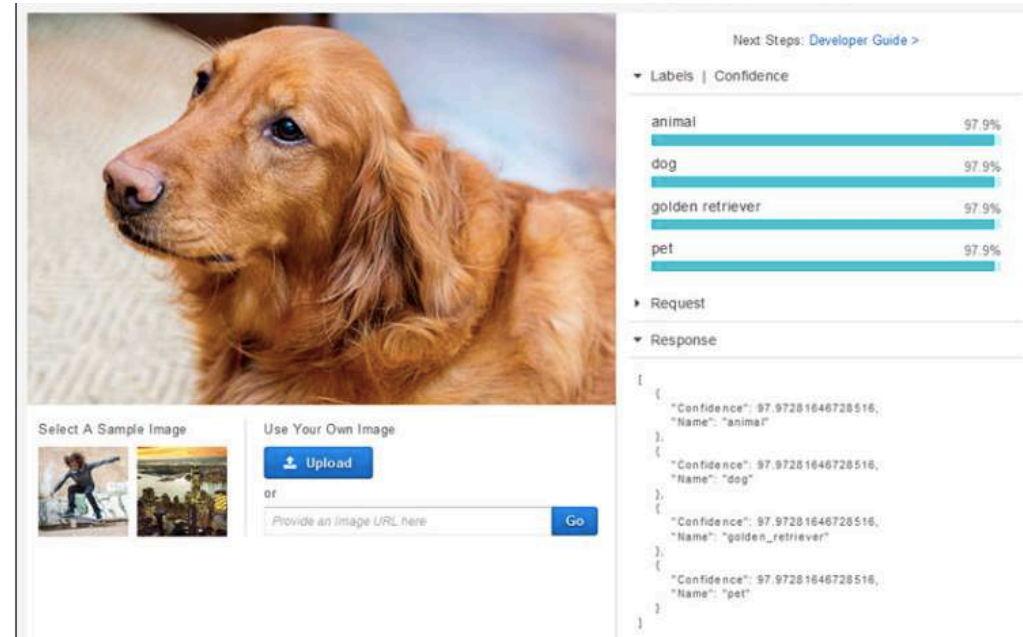 Next Steps: Developer Guide >
Labels | Confidence
animal 97.9%
dog 97.9%
golden retriever 97.9%
pet 97.9%
Request
Response
[
{
"Confidence": 97.97281646728516,
"Name": "animal"
},
{
"Confidence": 97.97281646728516,
"Name": "dog"
},
{
"Confidence": 97.97281646728516,
"Name": "golden_retriever"
},
{
"Confidence": 97.97281646728516,
"Name": "pet"
}
]
Select A Sample Image
Use Your Own Image
Upload
or
Provide an image URL here
Go